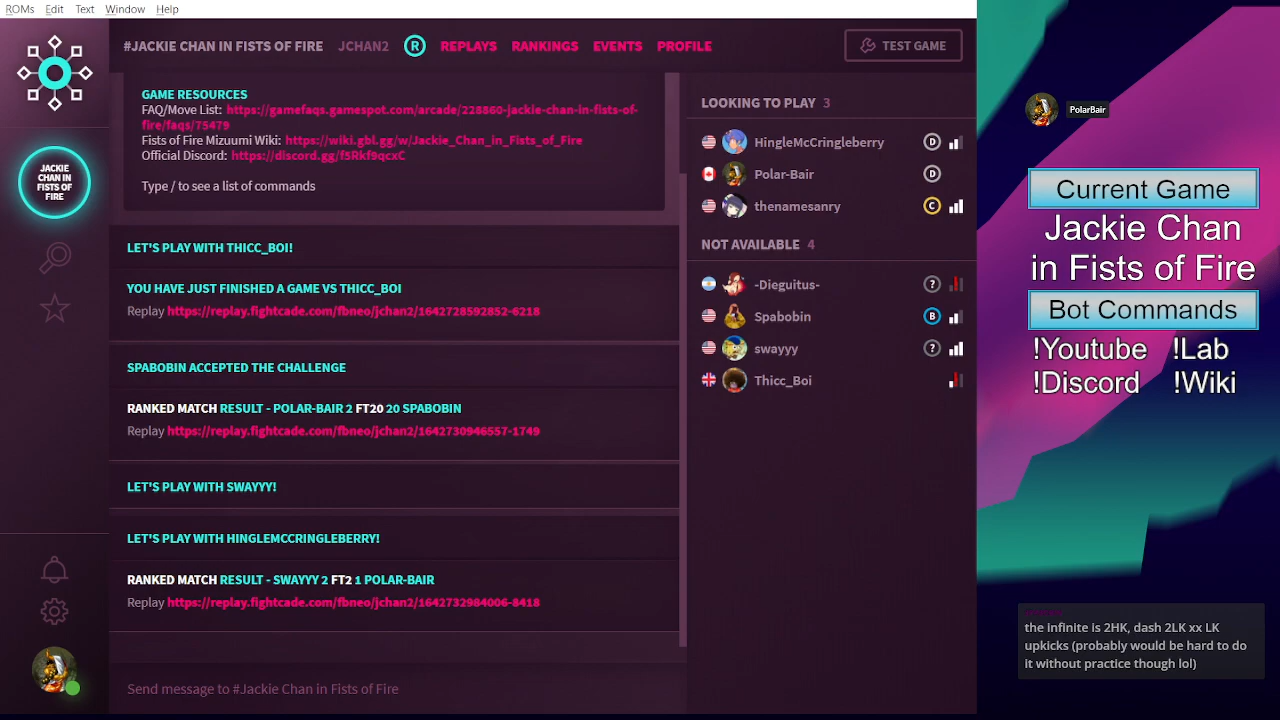 ROMs Edit Text Window Help
#JACKIE CHAN IN FISTS OF FIRE JCHAN2 R REPLAYS RANKINGS EVENTS PROFILE TEST GAME
JACKIE
CHAN IN
FISTS OF
FIRE
GAME RESOURCES
FAQ/Move List: https://gamefaqs.gamespot.com/arcade/228860-jackie-chan-in-fists-of-
fire/faqs/75479
Fists of Fire Mizuumi Wiki: https://wiki.gbl.gg/w/Jackie_Chan_in_Fists_of_Fire
Official Discord: https://discord.gg/f5Rkf9qcxC
Type / to see a list of commands
LET'S PLAY WITH THICC_BOI!
YOU HAVE JUST FINISHED A GAME VS THICC_BOI
Replay https://replay.fightcade.com/fbneo/jchan2/1642728592852-6218
SPABOBIN ACCEPTED THE CHALLENGE
RANKED MATCH RESULT - POLAR-BAIR 2 FT20 20 SPABOBIN
Replay https://replay.fightcade.com/fbneo/jchan2/1642730946557-1749
LET'S PLAY WITH SWAYYY!
LET'S PLAY WITH HINGLEMCCRINGLEBERRY!
RANKED MATCH RESULT - SWAYYY 2 FT2 1 POLAR-BAIR
Replay https://replay.fightcade.com/fbneo/jchan2/1642732984006-8418
Send message to #Jackie Chan in Fists of Fire
LOOKING TO PLAY 3
HingleMcCringleberry D
Polar-Bair D
thenamesanry C
NOT AVAILABLE 4
-Dieguitus- ?
Spabobin B
swayyy ?
Thicc_Boi
PolarBair
Current Game
Jackie Chan
in Fists of Fire
Bot Commands
!Youtube !Lab
!Discord !Wiki
the infinite is 2HK, dash 2LK xx LK
upkicks (probably would be hard to do
it without practice though lol)